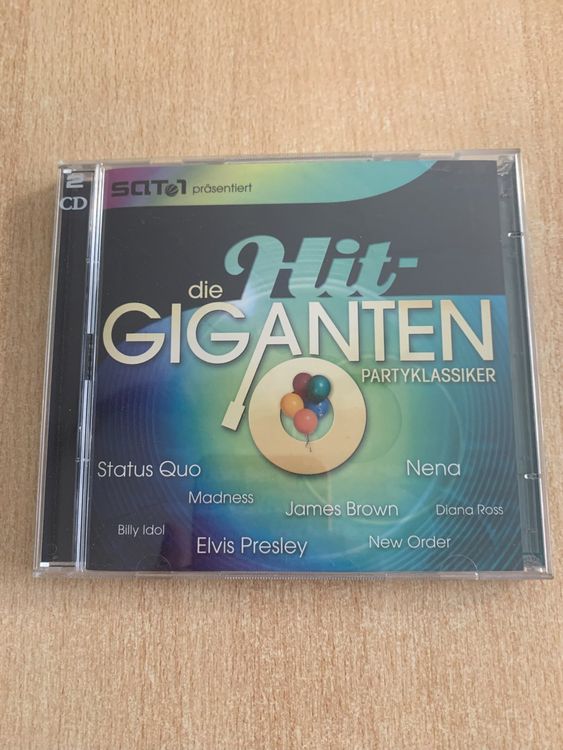 2
CD
SAT.1 präsentiert
die Hit-
GIGANTEN
PARTYKLASSIKER
Status Quo
Nena
Madness
James Brown
Diana Ross
Billy Idol
Elvis Presley
New Order